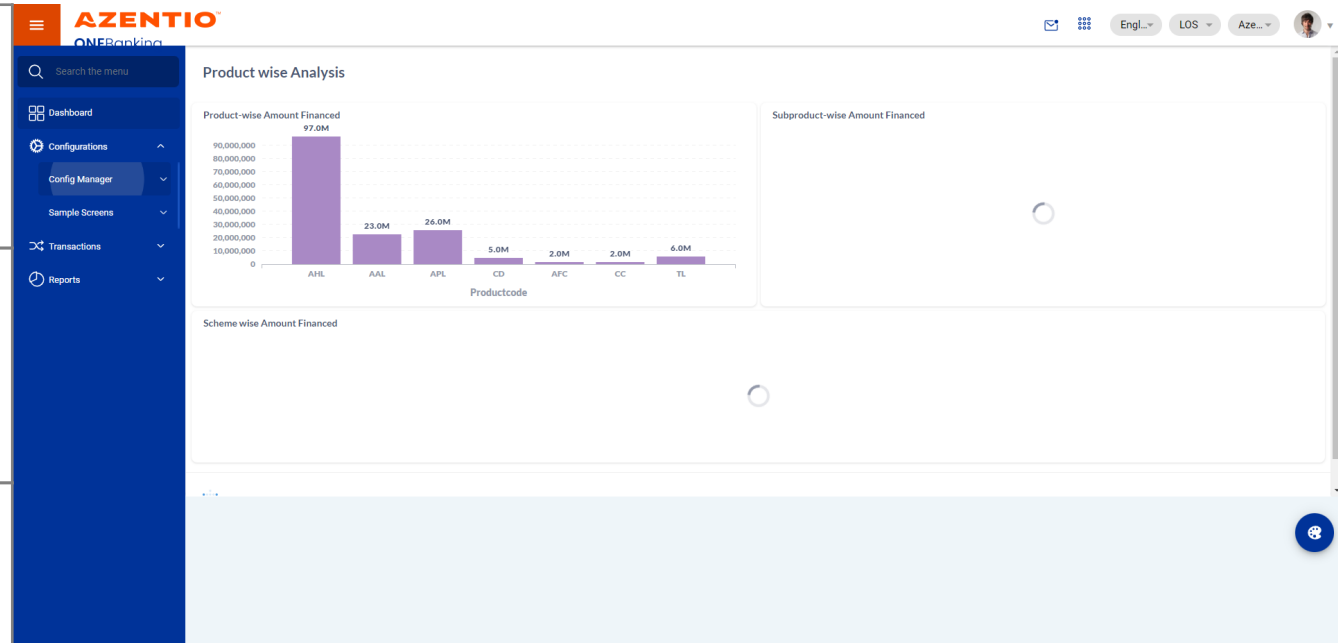 AZENTIO™
ONEBanking
Engl...
LOS
Aze...
Search the menu
Dashboard
Configurations
Config Manager
Sample Screens
Transactions
Reports
Product wise Analysis
Product-wise Amount Financed
97.0M
90,000,000
80,000,000
70,000,000
60,000,000
50,000,000
40,000,000
30,000,000
20,000,000
10,000,000
0
23.0M
26.0M
5.0M
2.0M
2.0M
6.0M
AHL AAL APL CD AFC CC TL
Productcode
Subproduct-wise Amount Financed
Scheme wise Amount Financed